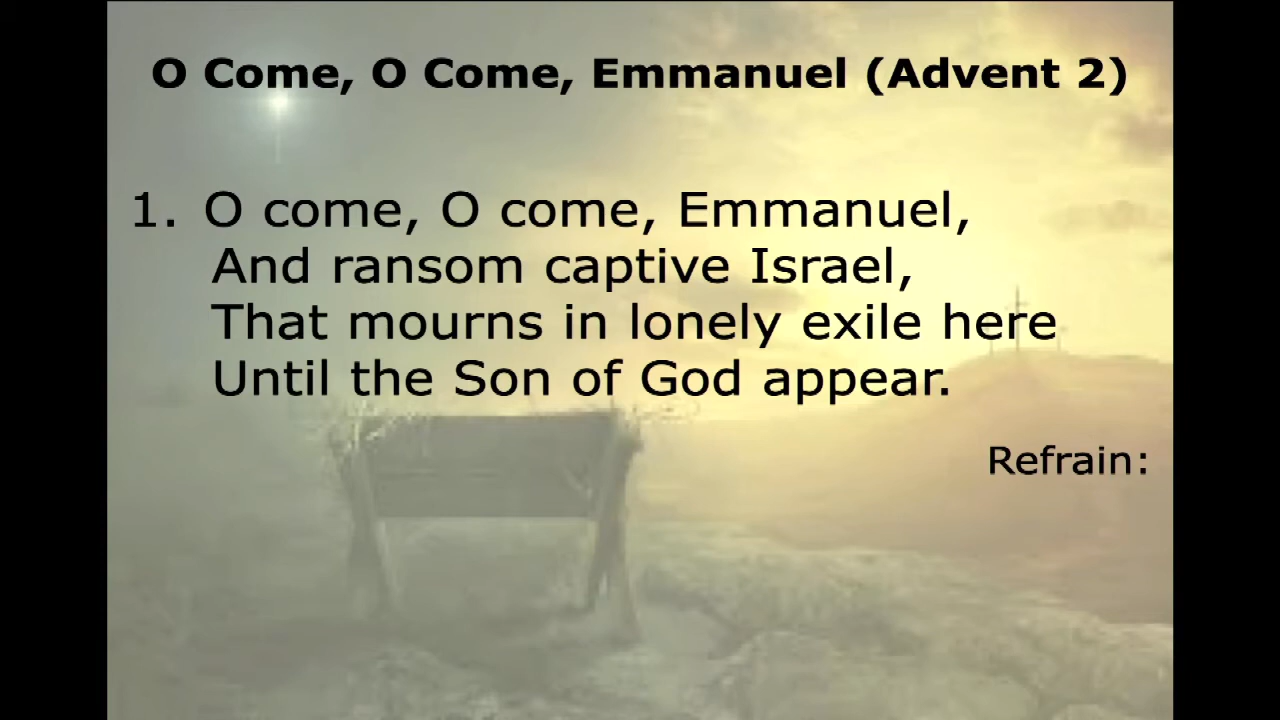 O Come, O Come, Emmanuel (Advent 2)
1. O come, O come, Emmanuel,
And ransom captive Israel,
That mourns in lonely exile here
Until the Son of God appear.
Refrain: